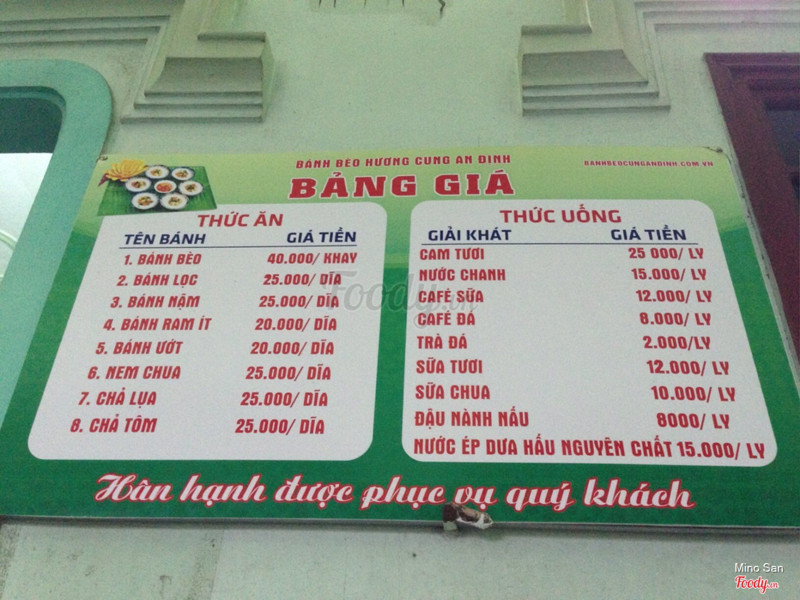 BÁNH BÈO HƯƠNG CUNG AN ĐỊNH
BANHBEOCUNGANDINH.COM.VN
BẢNG GIÁ
THỨC ĂN
TÊN BÁNH GIÁ TIỀN
1. BÁNH BÈO 40.000/ KHAY
2. BÁNH LỌC 25.000/ DĨA
3. BÁNH NẬM 25.000/ DĨA
4. BÁNH RAM ÍT 20.000/ DĨA
5. BÁNH ƯỚT 20.000/ DĨA
6. NEM CHUA 25.000/ DĨA
7. CHẢ LỤA 25.000/ DĨA
8. CHẢ TÔM 25.000/ DĨA
THỨC UỐNG
GIẢI KHÁT GIÁ TIỀN
CAM TƯƠI 25 000/ LY
NƯỚC CHANH 15.000/ LY
CAFÉ SỮA 12.000/ LY
CAFÉ ĐÁ 8.000/ LY
TRÀ ĐÁ 2.000/LY
SỮA TƯƠI 12.000/ LY
SỮA CHUA 10.000/ LY
ĐẬU NÀNH NẤU 8000/ LY
NƯỚC ÉP DƯA HẤU NGUYÊN CHẤT 15.000/ LY
Hân hạnh được phục vụ quý khách
Foody.vn
Mino San
Foody.vn